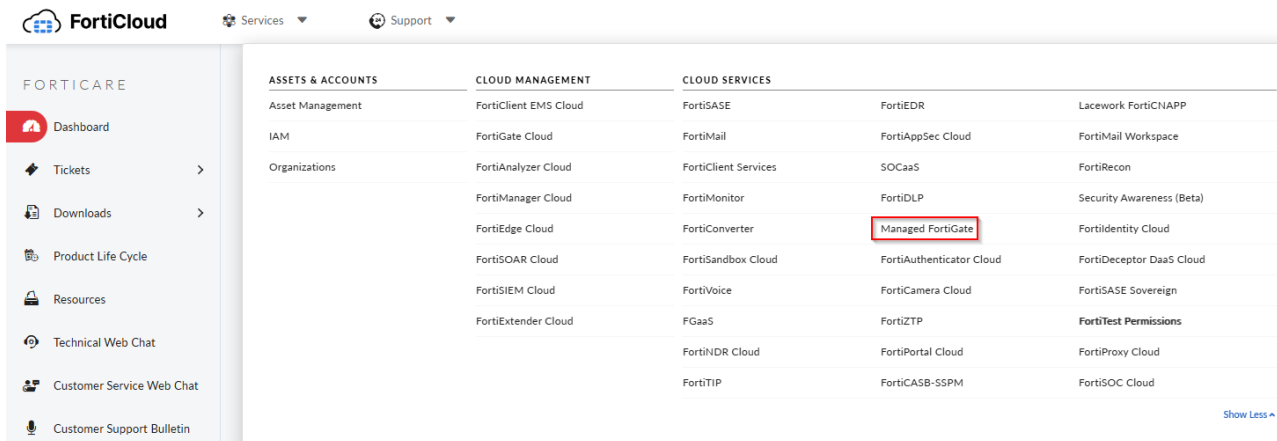 FortiCloud
Services
Support
FORTICARE
Dashboard
Tickets
Downloads
Product Life Cycle
Resources
Technical Web Chat
Customer Service Web Chat
Customer Support Bulletin
ASSETS & ACCOUNTS
Asset Management
IAM
Organizations
CLOUD MANAGEMENT
FortiClient EMS Cloud
FortiGate Cloud
FortiAnalyzer Cloud
FortiManager Cloud
FortiEdge Cloud
FortiSOAR Cloud
FortiSIEM Cloud
FortiExtender Cloud
CLOUD SERVICES
FortiSASE
FortiMail
FortiClient Services
FortiMonitor
FortiConverter
FortiSandbox Cloud
FortiVoice
FGaaS
FortiNDR Cloud
FortiTIP
FortiEDR
FortiAppSec Cloud
SOCaaS
FortiDLP
Managed FortiGate
FortiAuthenticator Cloud
FortiCamera Cloud
FortiZTP
FortiPortal Cloud
FortiCASB-SSPM
Lacework FortiCNAPP
FortiMail Workspace
FortiRecon
Security Awareness (Beta)
FortiIdentity Cloud
FortiDeceptor DaaS Cloud
FortiSASE Sovereign
FortiTest Permissions
FortiProxy Cloud
FortiSOC Cloud
Show Less